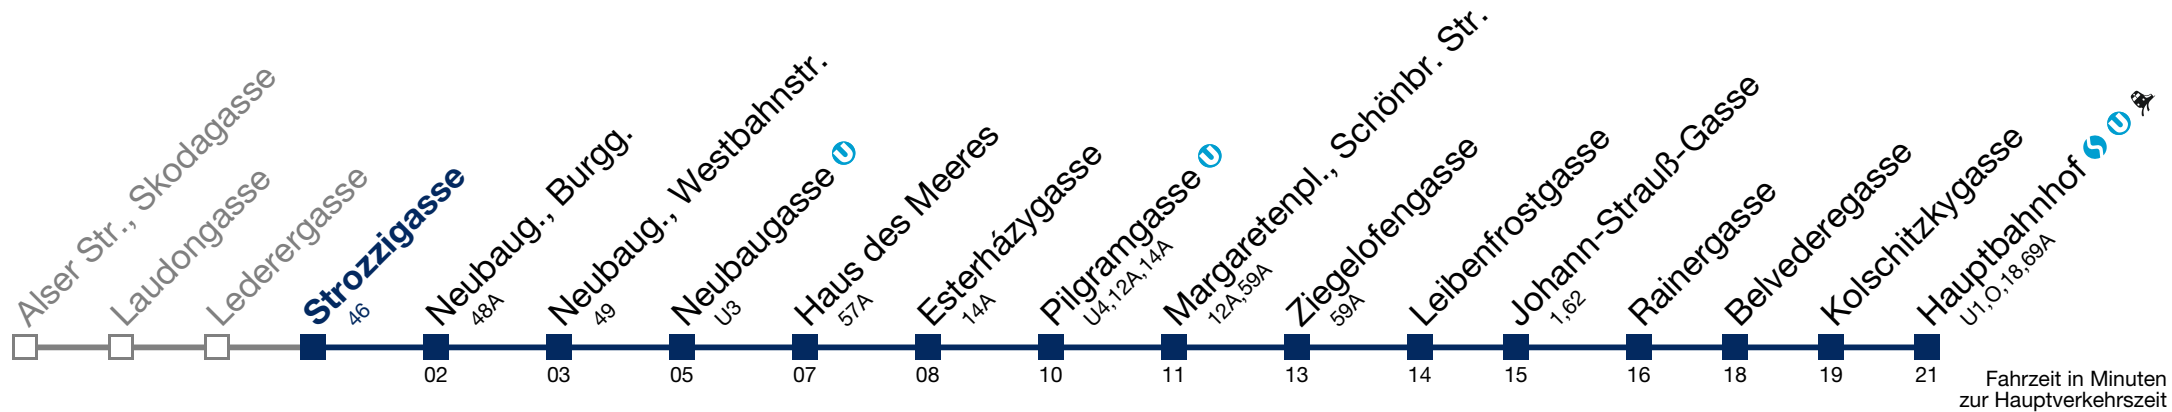 Alser Str., Skodagasse
Laudongasse
Lederergasse
Strozzigasse
46
Neubaug., Burgg.
48A
02
Neubaug., Westbahnstr.
49
03
Neubaugasse
U3
05
Haus des Meeres
57A
07
Esterházygasse
14A
08
Pilgramgasse
U4,12A,14A
10
Margaretenpl., Schönbr. Str.
12A,59A
11
Ziegelofengasse
59A
13
Leibenfrostgasse
14
Johann-Strauß-Gasse
1,62
15
Rainergasse
16
Belvederegasse
18
Kolschitzkygasse
19
Hauptbahnhof
U1,O,18,69A
21
Fahrzeit in Minuten
zur Hauptverkehrszeit